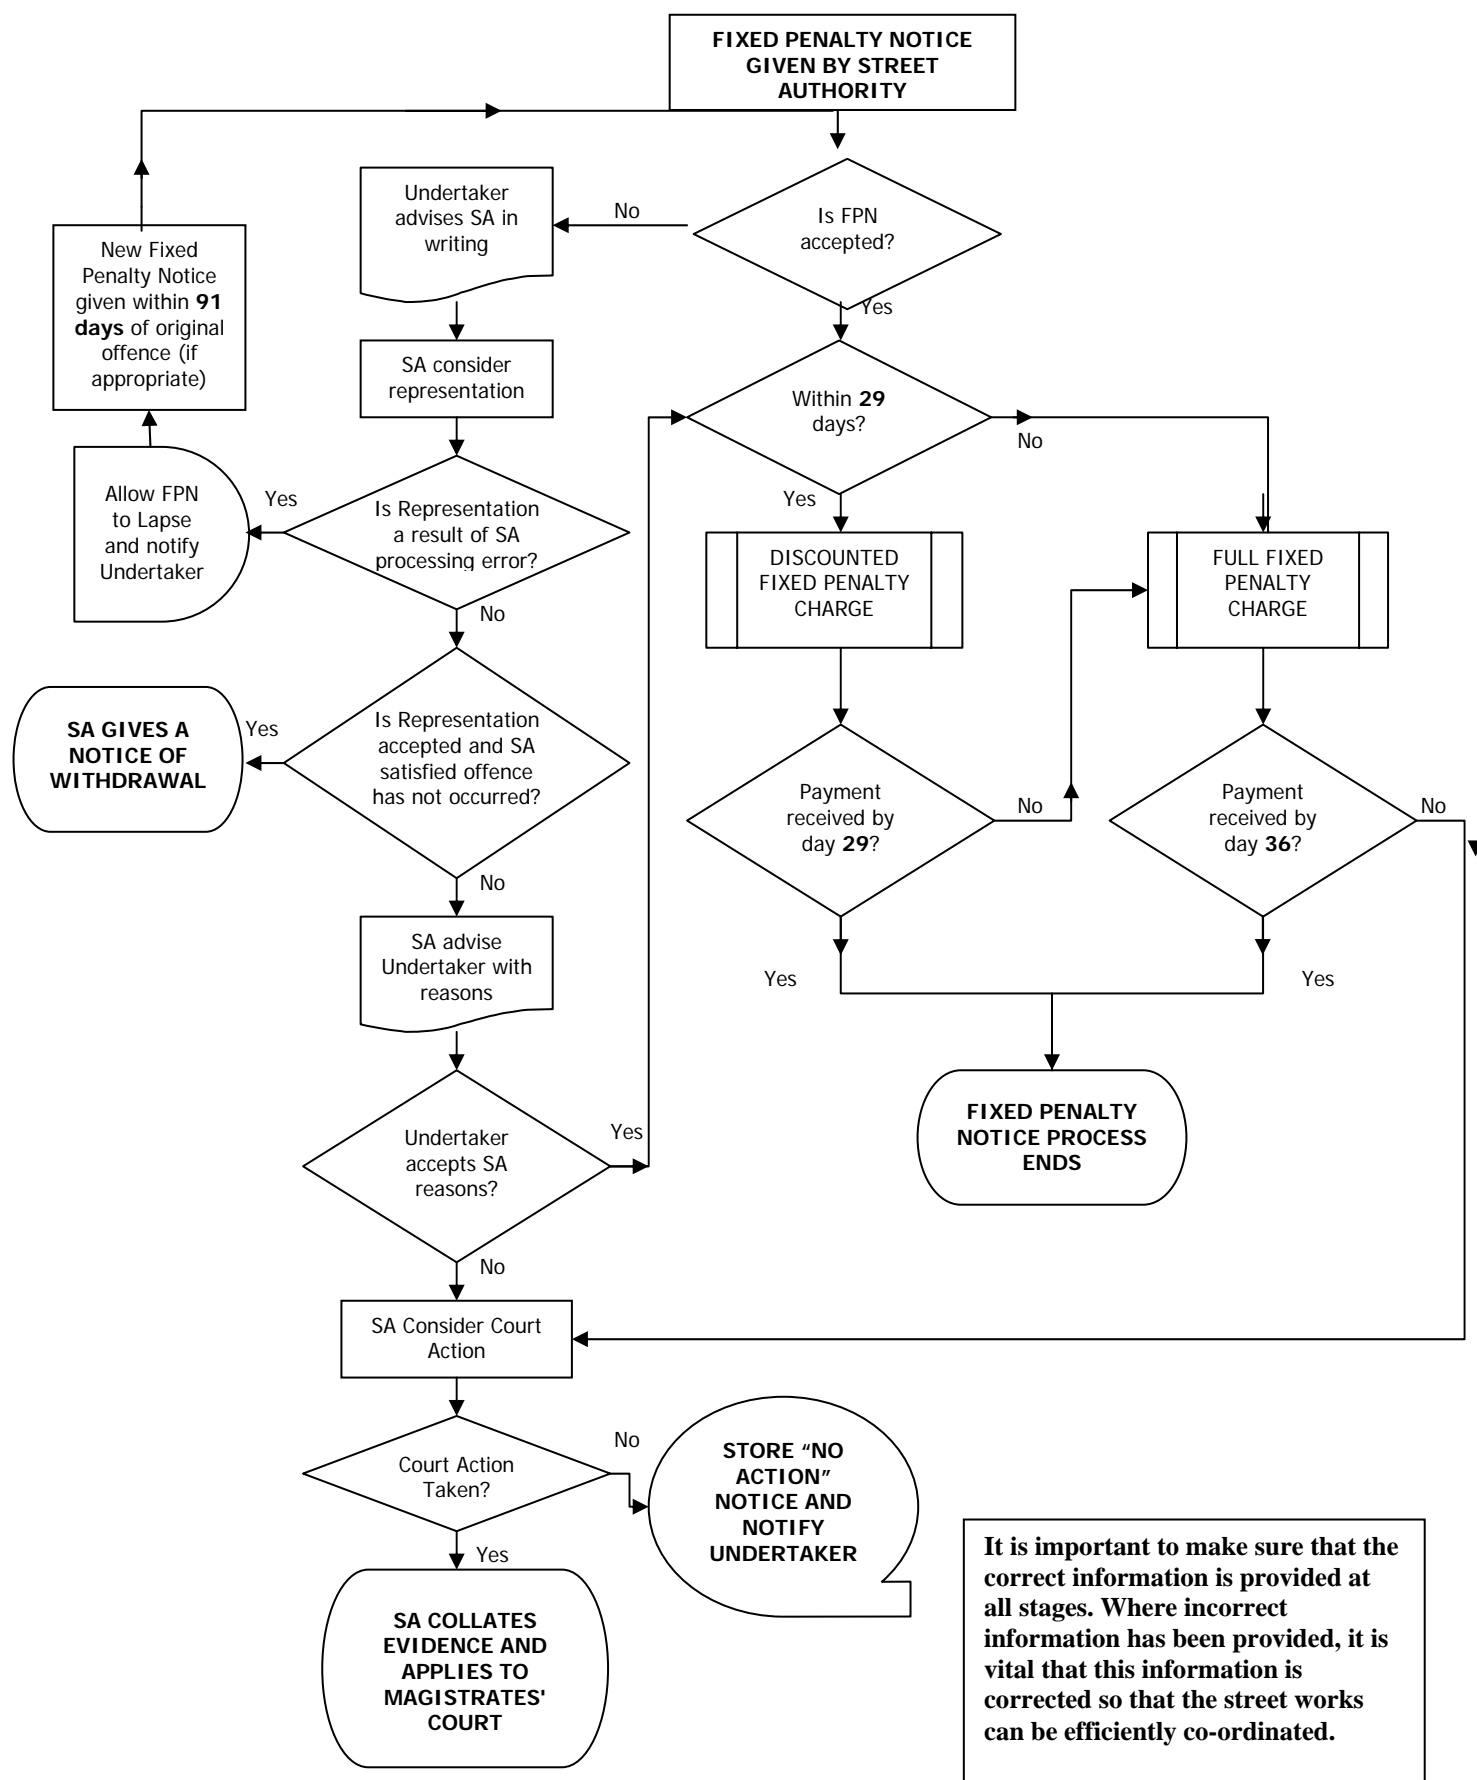 FIXED PENALTY NOTICE
GIVEN BY STREET
AUTHORITY
Is FPN
accepted?
No
Undertaker
advises SA in
writing
New Fixed
Penalty Notice
given within 91
days of original
offence (if
appropriate)
Yes
SA consider
representation
Within 29
days?
No
Yes
Allow FPN
to Lapse
and notify
Undertaker
Yes
Is Representation
a result of SA
processing error?
No
DISCOUNTED
FIXED PENALTY
CHARGE
FULL FIXED
PENALTY
CHARGE
SA GIVES A
NOTICE OF
WITHDRAWAL
Yes
Is Representation
accepted and SA
satisfied offence
has not occurred?
No
Payment
received by
day 29?
No
Payment
received by
day 36?
No
SA advise
Undertaker with
reasons
Yes
Yes
Undertaker
accepts SA
reasons?
Yes
No
FIXED PENALTY
NOTICE PROCESS
ENDS
SA Consider Court
Action
Court Action
Taken?
No
Yes
STORE “NO
ACTION”
NOTICE AND
NOTIFY
UNDERTAKER
SA COLLATES
EVIDENCE AND
APPLIES TO
MAGISTRATES'
COURT
It is important to make sure that the
correct information is provided at
all stages. Where incorrect
information has been provided, it is
vital that this information is
corrected so that the street works
can be efficiently co-ordinated.